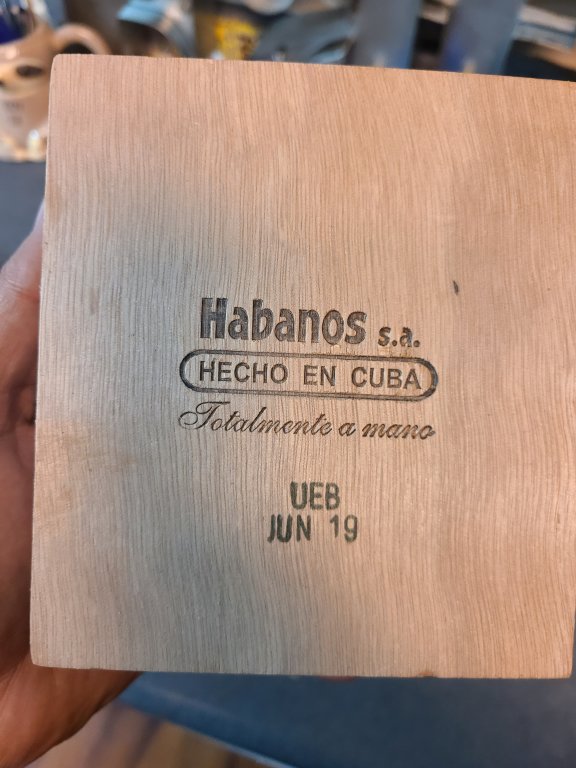 Habanos s.a.
HECHO EN CUBA
Totalmente a mano
UEB
JUN 19